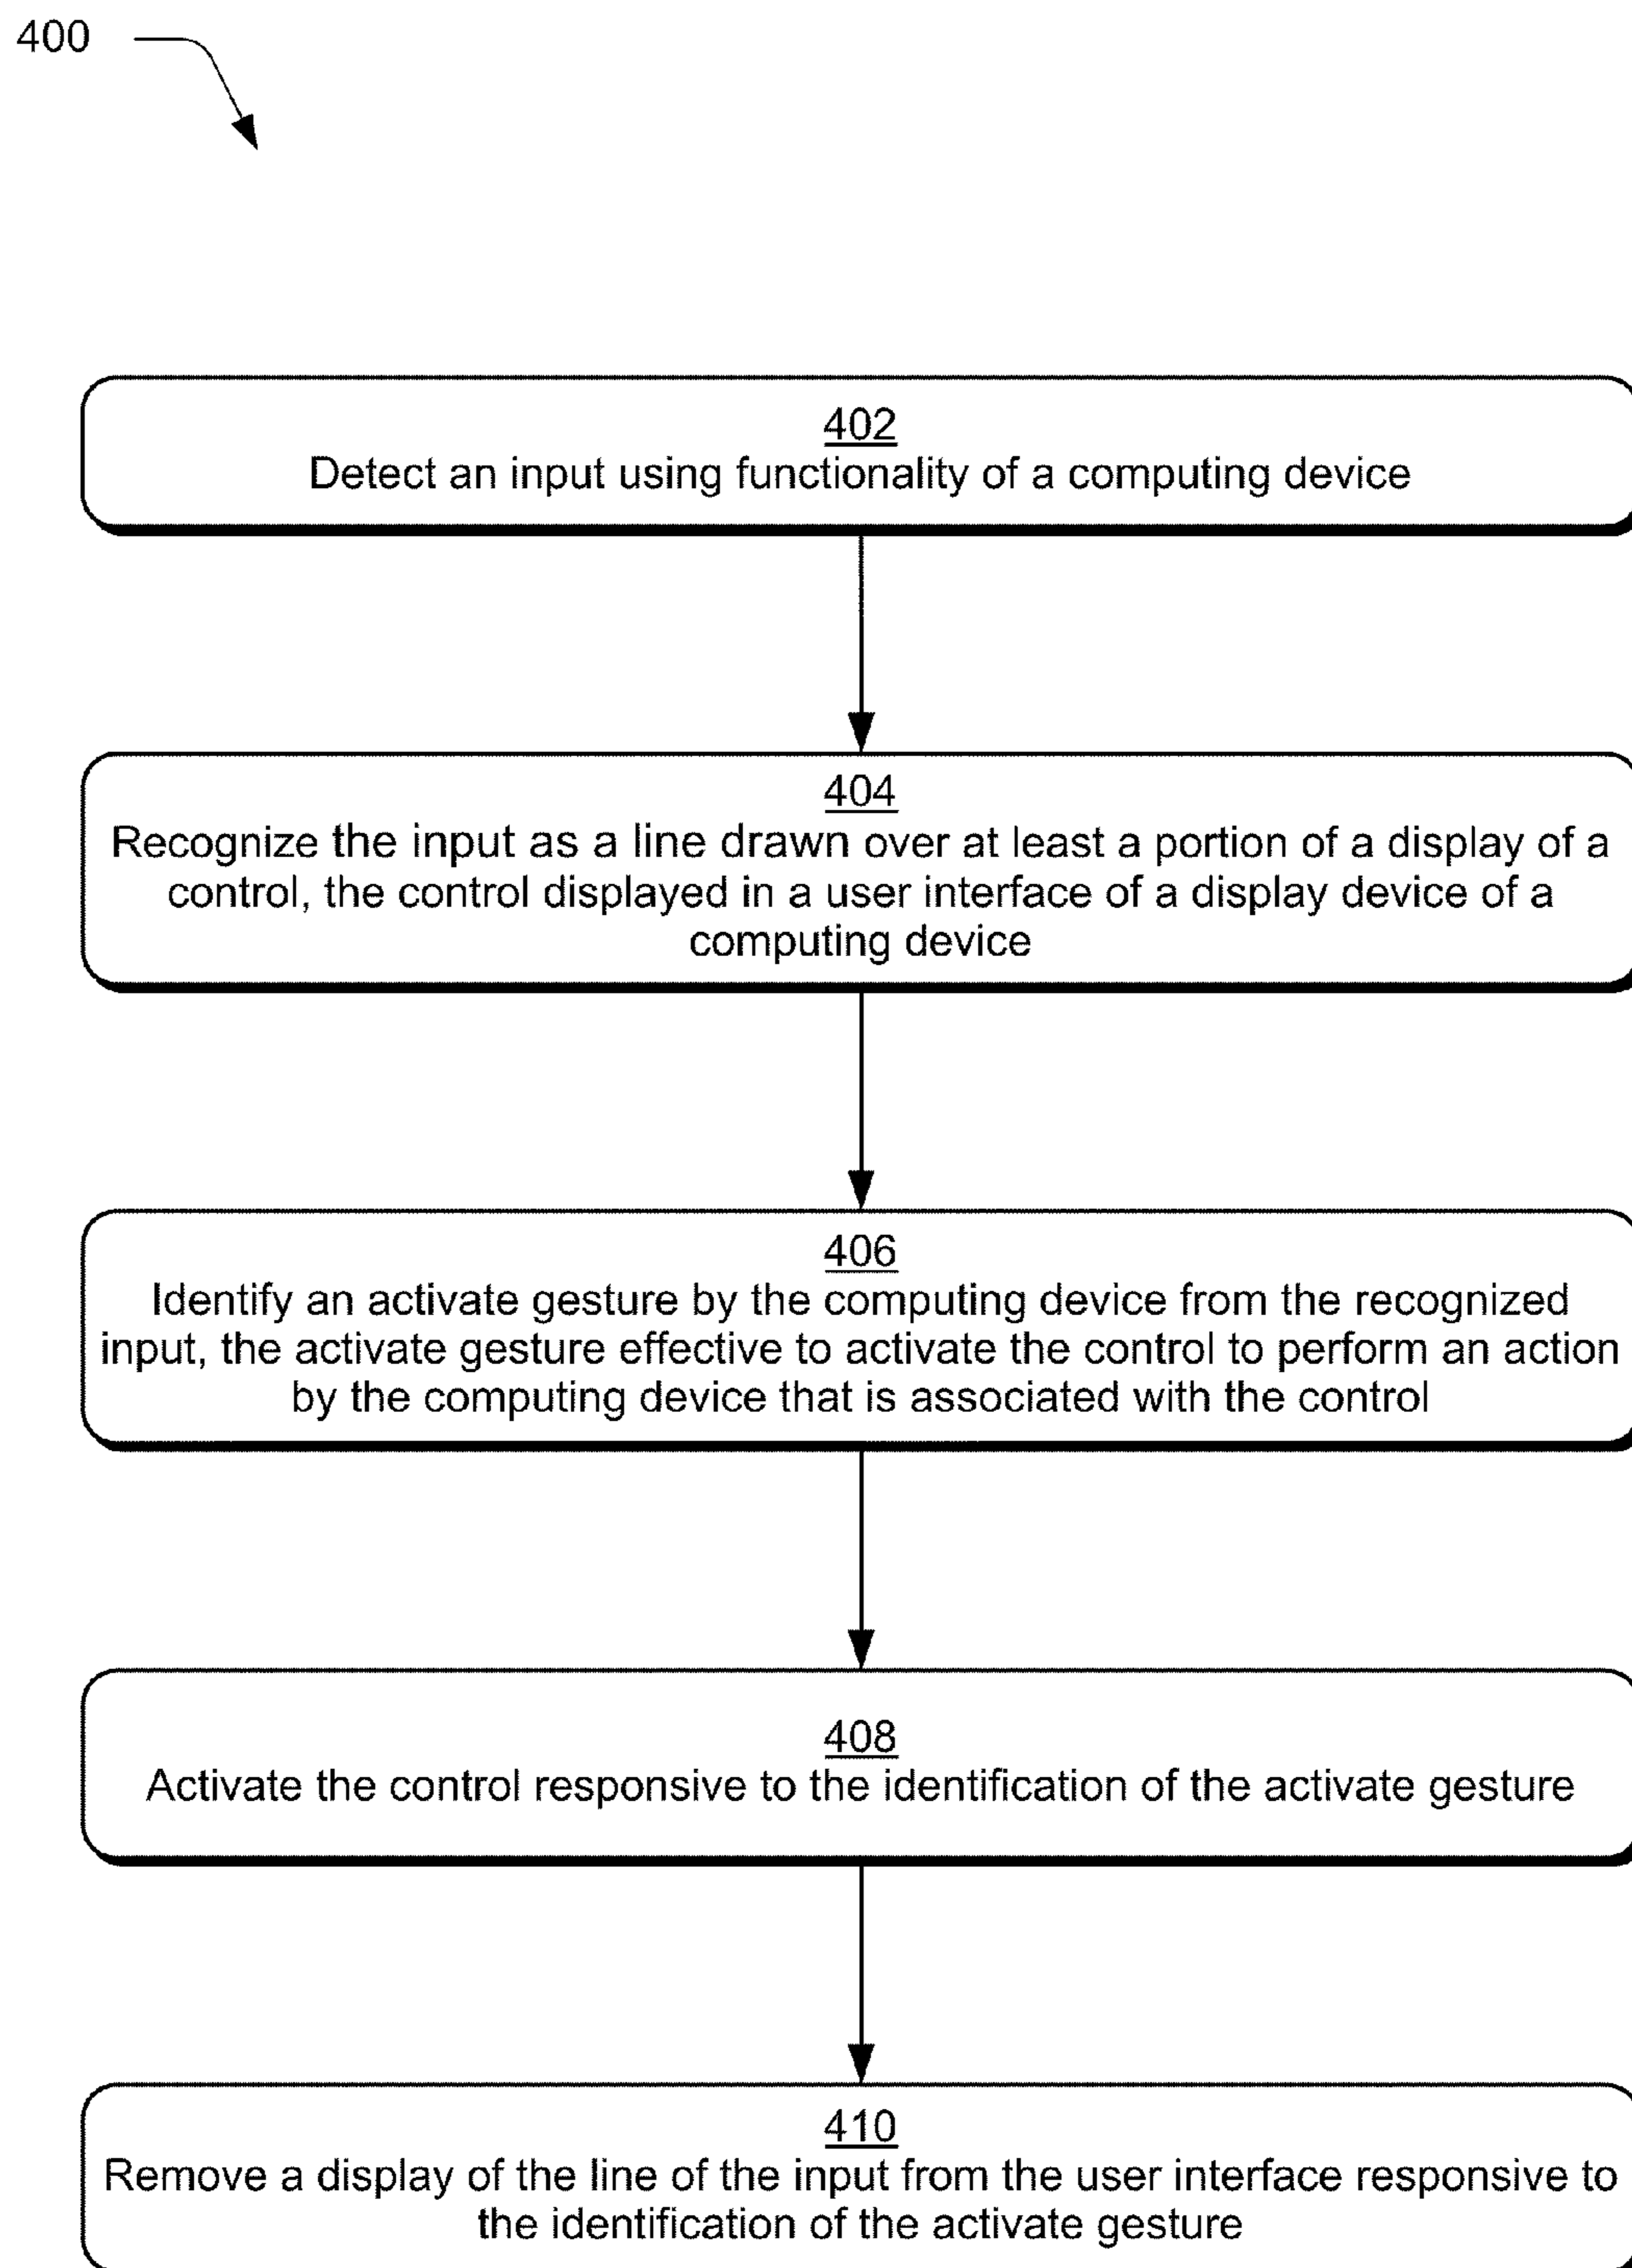 400
402
Detect an input using functionality of a computing device
404
Recognize the input as a line drawn over at least a portion of a display of a
control, the control displayed in a user interface of a display device of a
computing device
406
Identify an activate gesture by the computing device from the recognized
input, the activate gesture effective to activate the control to perform an action
by the computing device that is associated with the control
408
Activate the control responsive to the identification of the activate gesture
410
Remove a display of the line of the input from the user interface responsive to
the identification of the activate gesture